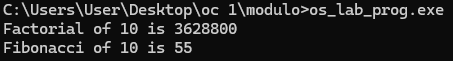 C:\Users\User\Desktop\oc 1\modulo>os_lab_prog.exe
Factorial of 10 is 3628800
Fibonacci of 10 is 55